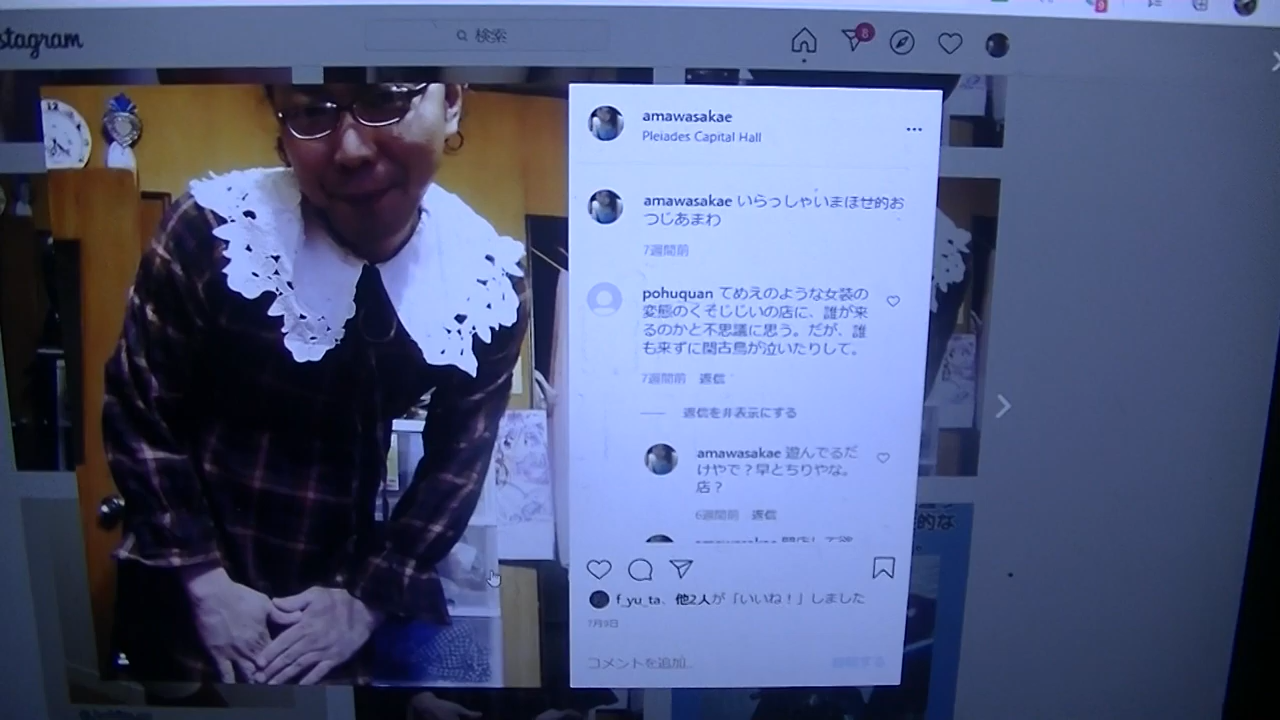 stagram
検索
8
9
12
amawasakae
Pleiades Capital Hall
amawasakae いらっしゃいまほせ的お
つじあまわ
7週間前
pohuquan てめえのような女装の
変態のくそじじいの店に、誰が来
るのかと不思議に思う。だが、誰
も来ずに閑古鳥が泣いたりして。
7週間前 返信
返信を非表示にする
amawasakae 遊んでるだ
けやで？早とちりやな。
店？
6週間前 返信
f_yu_ta、他2人が「いいね！」しました
7月9日
コメントを追加...
的な